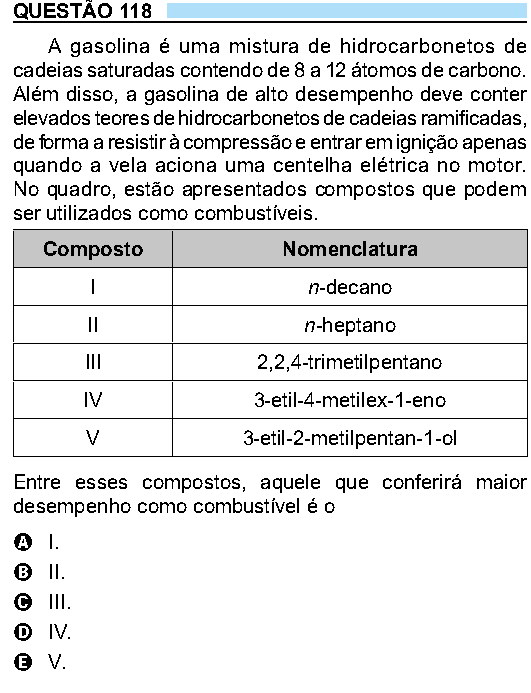 QUESTÃO 118
A gasolina é uma mistura de hidrocarbonetos de
cadeias saturadas contendo de 8 a 12 átomos de carbono.
Além disso, a gasolina de alto desempenho deve conter
elevados teores de hidrocarbonetos de cadeias ramificadas,
de forma a resistir à compressão e entrar em ignição apenas
quando a vela aciona uma centelha elétrica no motor.
No quadro, estão apresentados compostos que podem
ser utilizados como combustíveis.
Composto Nomenclatura
I n-decano
II n-heptano
III 2,2,4-trimetilpentano
IV 3-etil-4-metilex-1-eno
V 3-etil-2-metilpentan-1-ol
Entre esses compostos, aquele que conferirá maior
desempenho como combustível é o
A I.
B II.
C III.
D IV.
E V.